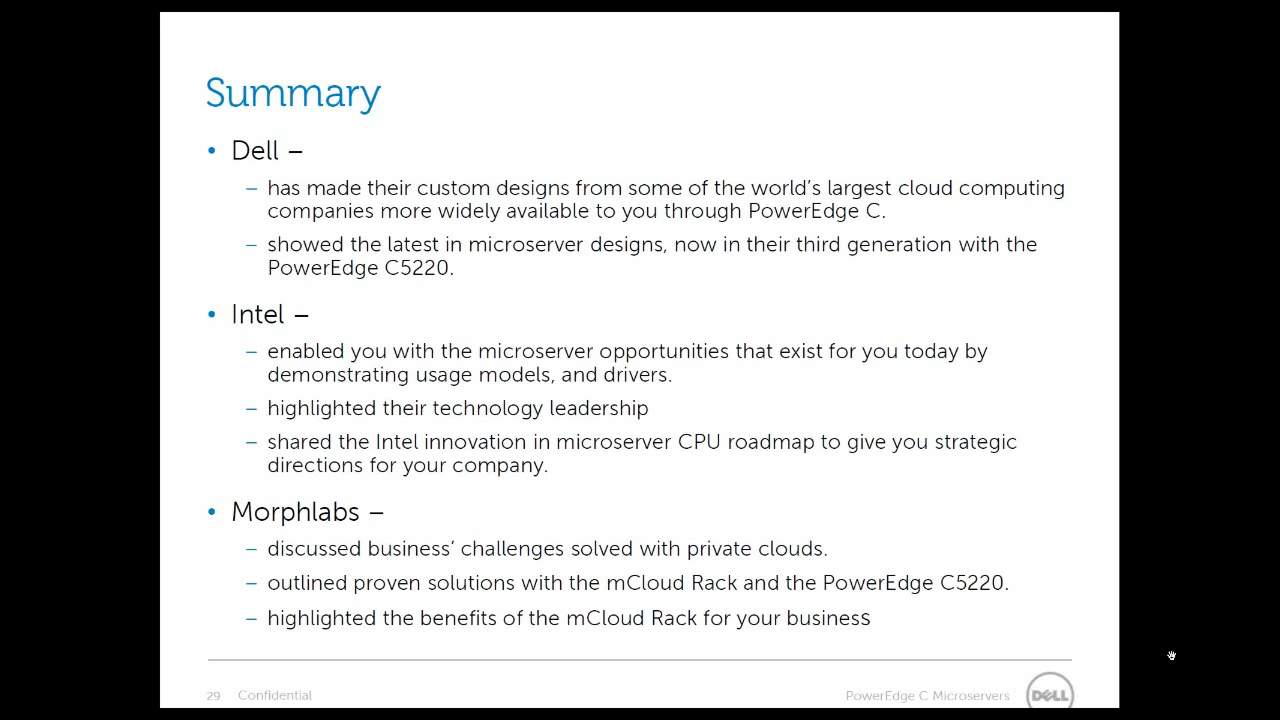 Summary
• Dell –
– has made their custom designs from some of the world's largest cloud computing
companies more widely available to you through PowerEdge C.
– showed the latest in microserver designs, now in their third generation with the
PowerEdge C5220.
• Intel –
– enabled you with the microserver opportunities that exist for you today by
demonstrating usage models, and drivers.
– highlighted their technology leadership
– shared the Intel innovation in microserver CPU roadmap to give you strategic
directions for your company.
• Morphlabs –
– discussed business' challenges solved with private clouds.
– outlined proven solutions with the mCloud Rack and the PowerEdge C5220.
– highlighted the benefits of the mCloud Rack for your business
29 Confidential
PowerEdge C Microservers
DELL